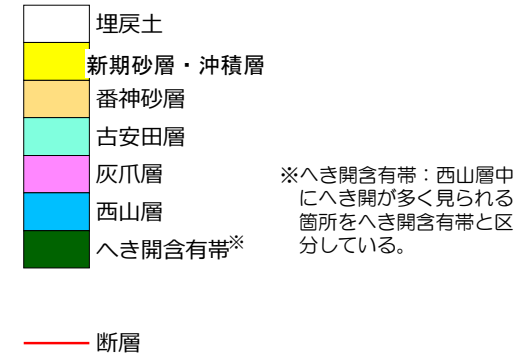 埋戻土
新期砂層・沖積層
番神砂層
古安田層
灰爪層
西山層
へき開含有帯※
※へき開含有帯：西山層中
にへき開が多く見られる
箇所をへき開含有帯と区
分している。
断層